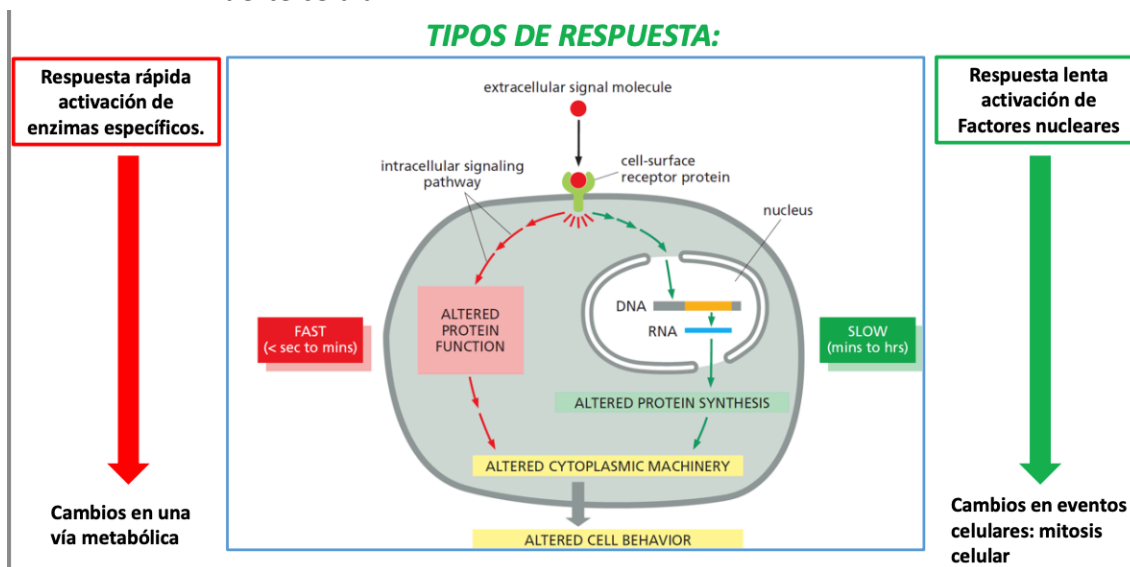 TIPOS DE RESPUESTA:
Respuesta rápida
activación de
enzimas específicos.
Cambios en una
vía metabólica
extracellular signal molecule
intracellular signaling
pathway
cell-surface
receptor protein
nucleus
DNA
RNA
FAST
(< sec to mins)
ALTERED
PROTEIN
FUNCTION
SLOW
(mins to hrs)
ALTERED PROTEIN SYNTHESIS
ALTERED CYTOPLASMIC MACHINERY
ALTERED CELL BEHAVIOR
Respuesta lenta
activación de
Factores nucleares
Cambios en eventos
celulares: mitosis
celular